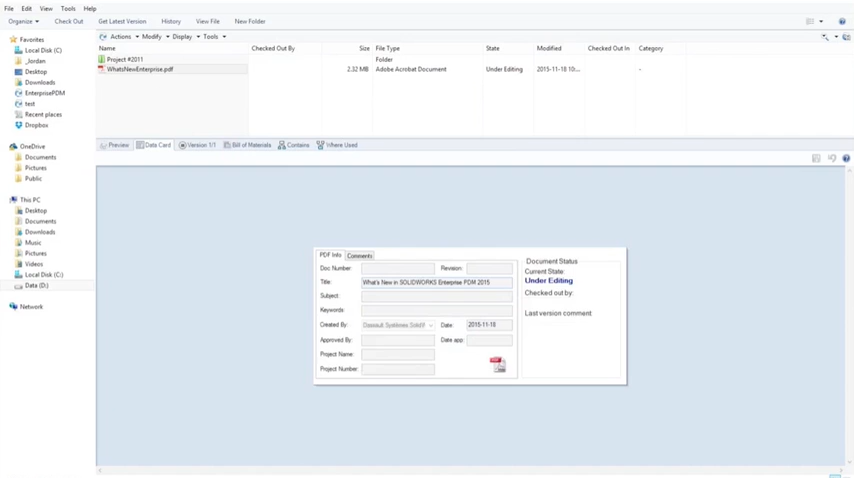 File Edit View Tools Help
Organize Check Out Get Latest Version History View File New Folder
Actions Modify Display Tools
Name Checked Out By Size File Type State Modified Checked Out In Category
Project #2011 Folder
WhatsNewEnterprise.pdf 2.32 MB Adobe Acrobat Document Under Editing 2015-11-18 10:... -
Favorites
Local Disk (C)
_Jordan
Desktop
Downloads
EnterprisePDM
test
Recent places
Dropbox
OneDrive
Documents
Pictures
Public
This PC
Desktop
Documents
Downloads
Music
Pictures
Videos
Local Disk (C:)
Data (D:)
Network
Preview Data Card Version 1/1 Bill of Materials Contains Where Used
PDF Info Comments
Doc Number: Revision:
Title: What's New in SOLIDWORKS Enterprise PDM 2015
Subject:
Keywords:
Created By: Dassault Systèmes SolidW Date: 2015-11-18
Approved By: Date app:
Project Name:
Project Number:
Document Status
Current State:
Under Editing
Checked out by:
Last version comment